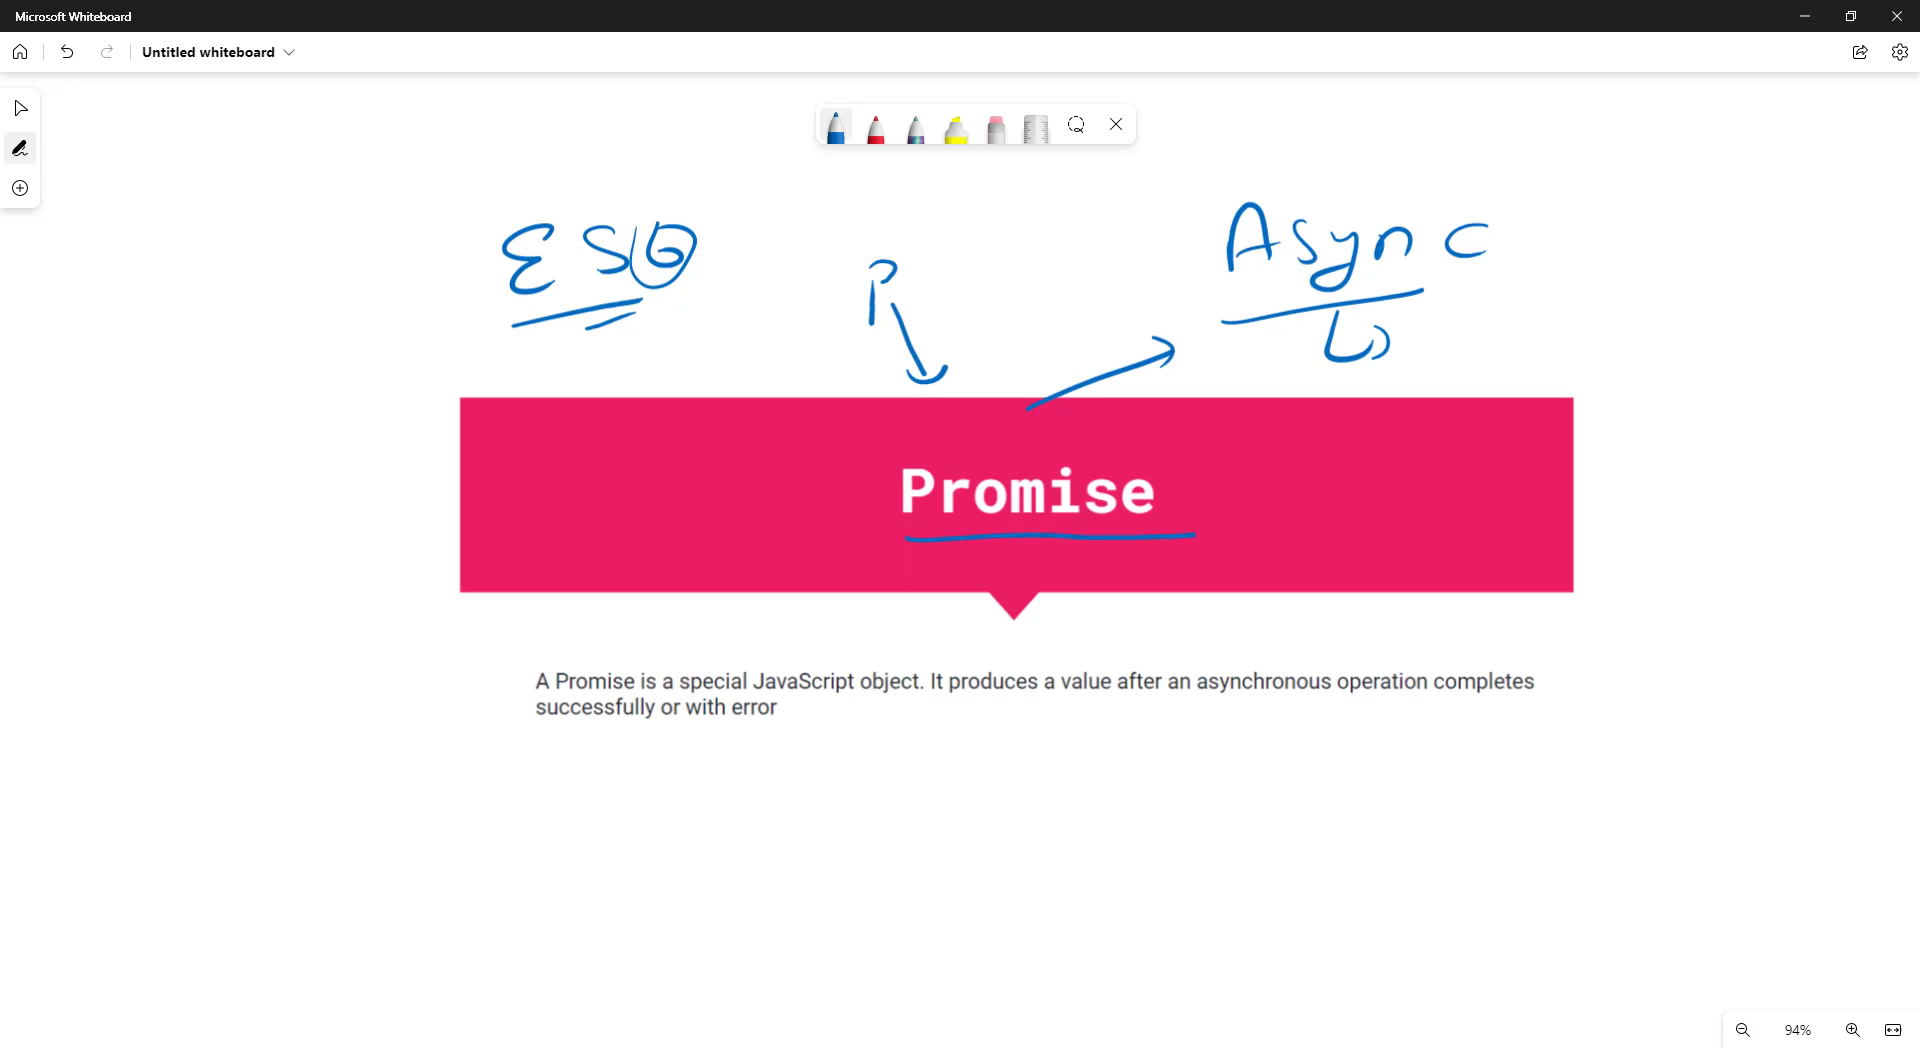 Microsoft Whiteboard
Untitled whiteboard
ES6
P
Async
Promise
A Promise is a special JavaScript object. It produces a value after an asynchronous operation completes
successfully or with error
94%